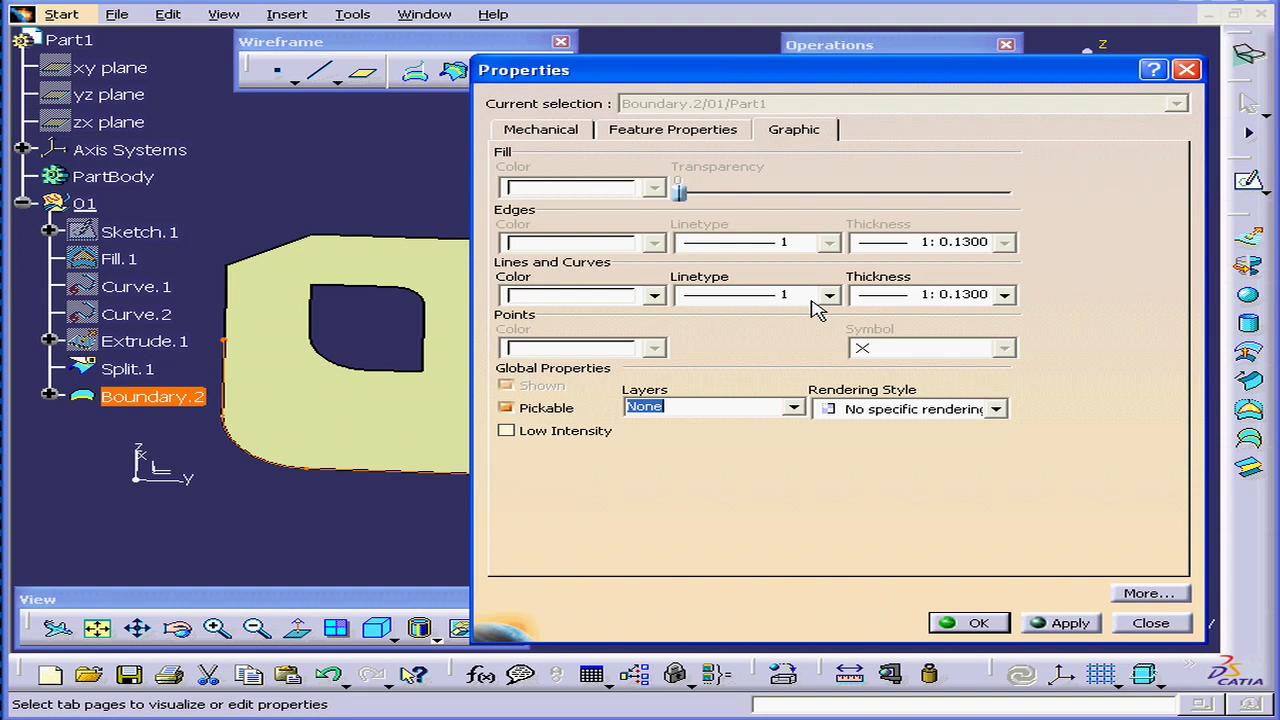 Start File Edit View Insert Tools Window Help
Part1
xy plane
yz plane
zx plane
Axis Systems
PartBody
01
Sketch.1
Fill.1
Curve.1
Curve.2
Extrude.1
Split.1
Boundary.2
Wireframe
Operations
z
Properties
Current selection : Boundary.2/01/Part1
Mechanical Feature Properties Graphic
Fill
Color Transparency
0
Edges
Color Linetype Thickness
1 1: 0.1300
Lines and Curves
Color Linetype Thickness
1 1: 0.1300
Points
Color Symbol
Global Properties
Shown
Layers Rendering Style
Pickable None No specific rendering
Low Intensity
More...
OK Apply Close
z
x
y
View
f(x)
DS CATIA
Select tab pages to visualize or edit properties